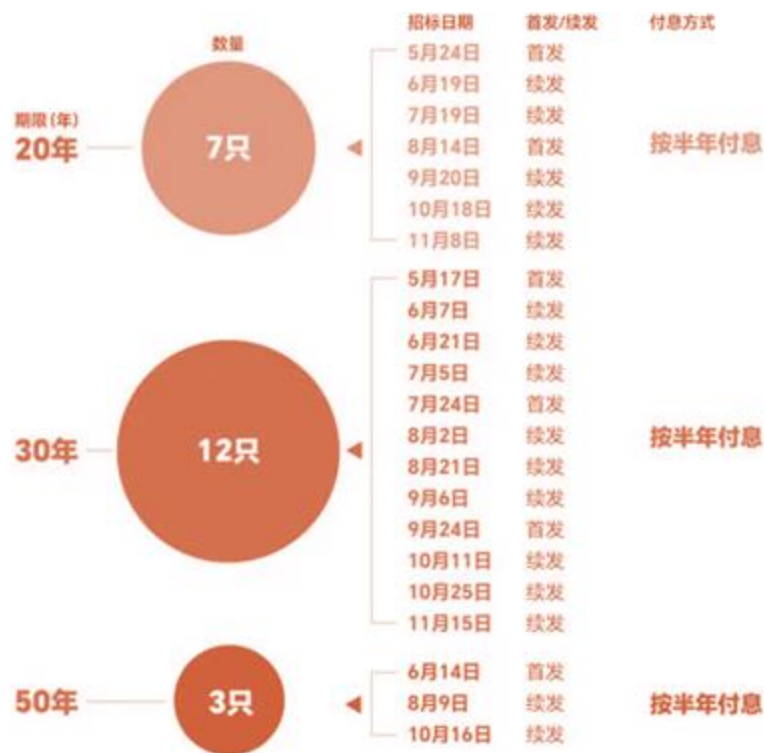 数量 招标日期 首发/续发 付息方式
期限(年)
20年 7只 按半年付息
5月24日 首发
6月19日 续发
7月19日 续发
8月14日 首发
9月20日 续发
10月18日 续发
11月8日 续发
30年 12只 按半年付息
5月17日 首发
6月7日 续发
6月21日 续发
7月5日 续发
7月24日 首发
8月2日 续发
8月21日 续发
9月6日 续发
9月24日 首发
10月11日 续发
10月25日 续发
11月15日 续发
50年 3只 按半年付息
6月14日 首发
8月9日 续发
10月16日 续发